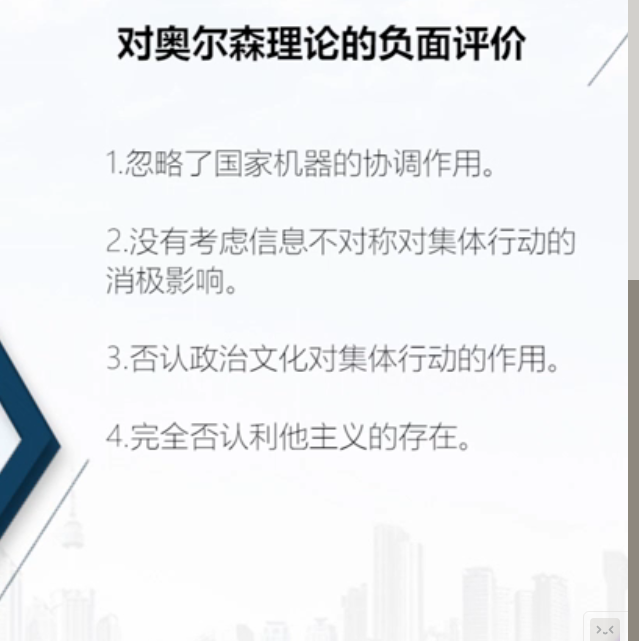 对奥尔森理论的负面评价
1.忽略了国家机器的协调作用。
2.没有考虑信息不对称对集体行动的
消极影响。
3.否认政治文化对集体行动的作用。
4.完全否认利他主义的存在。